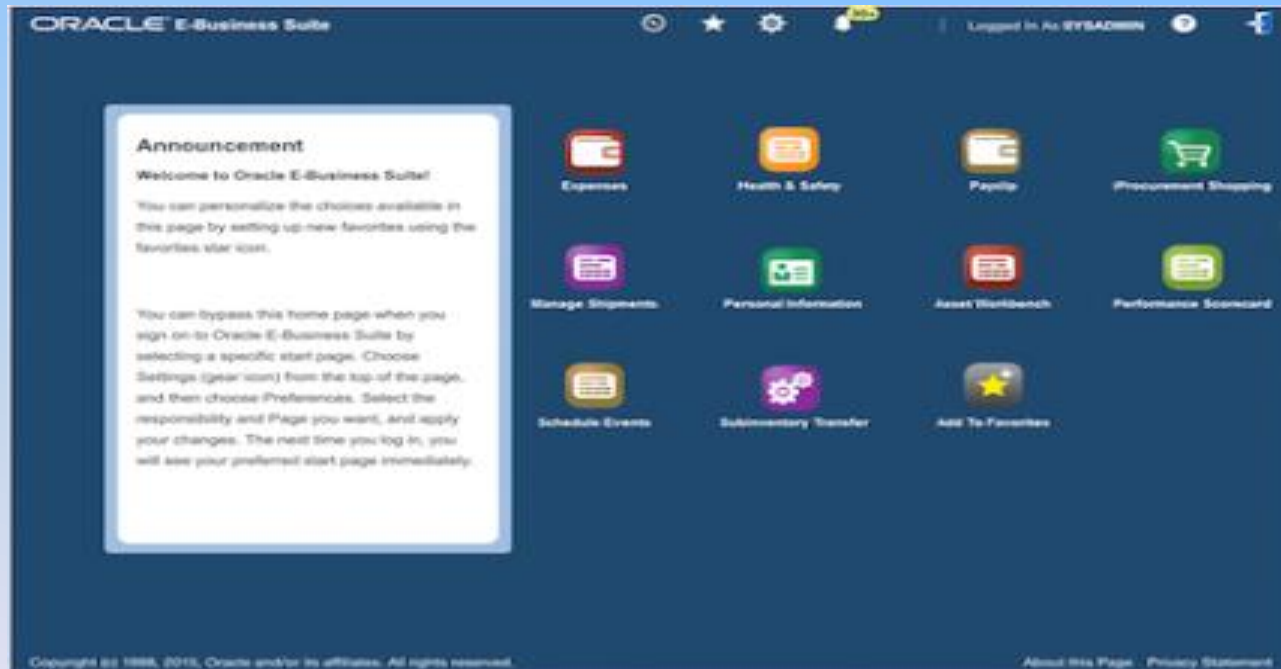 ORACLE E-Business Suite
Logged In As SYSADMIN
Announcement
Welcome to Oracle E-Business Suite!
You can personalize the choices available in
this page by setting up new favorites using the
favorites star icon.
You can bypass this home page when you
sign on to Oracle E-Business Suite by
selecting a specific start page. Choose
Settings (gear icon) from the top of the page,
and then choose Preferences. Select the
responsibility and Page you want, and apply
your changes. The next time you log in, you
will see your preferred start page immediately.
Expenses
Health & Safety
Payslip
iProcurement Shopping
Manage Shipments
Personal Information
Asset Workbench
Performance Scorecard
Schedule Events
Subinventory Transfer
Add To Favorites
Copyright (c) 1998, 2015, Oracle and/or its affiliates. All rights reserved.
About this Page Privacy Statement